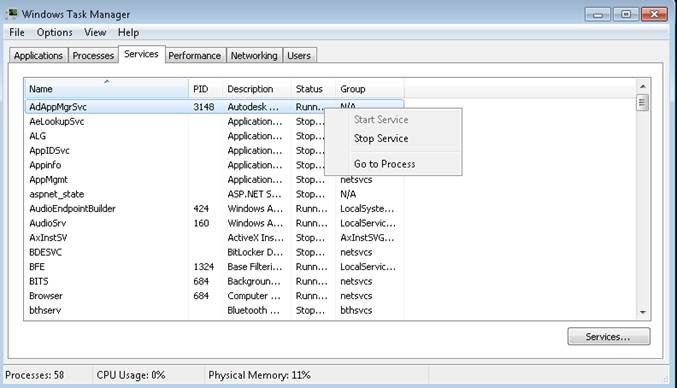 Windows Task Manager
File Options View Help
Applications Processes Services Performance Networking Users
Name PID Description Status Group
AdAppMgrSvc 3148 Autodesk ... Runn... N/A
AeLookupSvc Application... Stop...
ALG Application... Stop...
AppIDSvc Application... Stop...
Appinfo Application... Stop...
AppMgmt Application... Stop... netsvcs
aspnet_state ASP.NET S... Stop... N/A
AudioEndpointBuilder 424 Windows A... Runn... LocalSyste...
AudioSrv 160 Windows A... Runn... LocalServic...
AxInstSV ActiveX Ins... Stop... AxInstSVG...
BDESVC BitLocker D... Stop... netsvcs
BFE 1324 Base Filteri... Runn... LocalServic...
BITS 684 Backgroun... Runn... netsvcs
Browser 684 Computer ... Runn... netsvcs
bthserv Bluetooth ... Stop... bthsvcs
Start Service
Stop Service
Go to Process
Services...
Processes: 58 CPU Usage: 0% Physical Memory: 11%